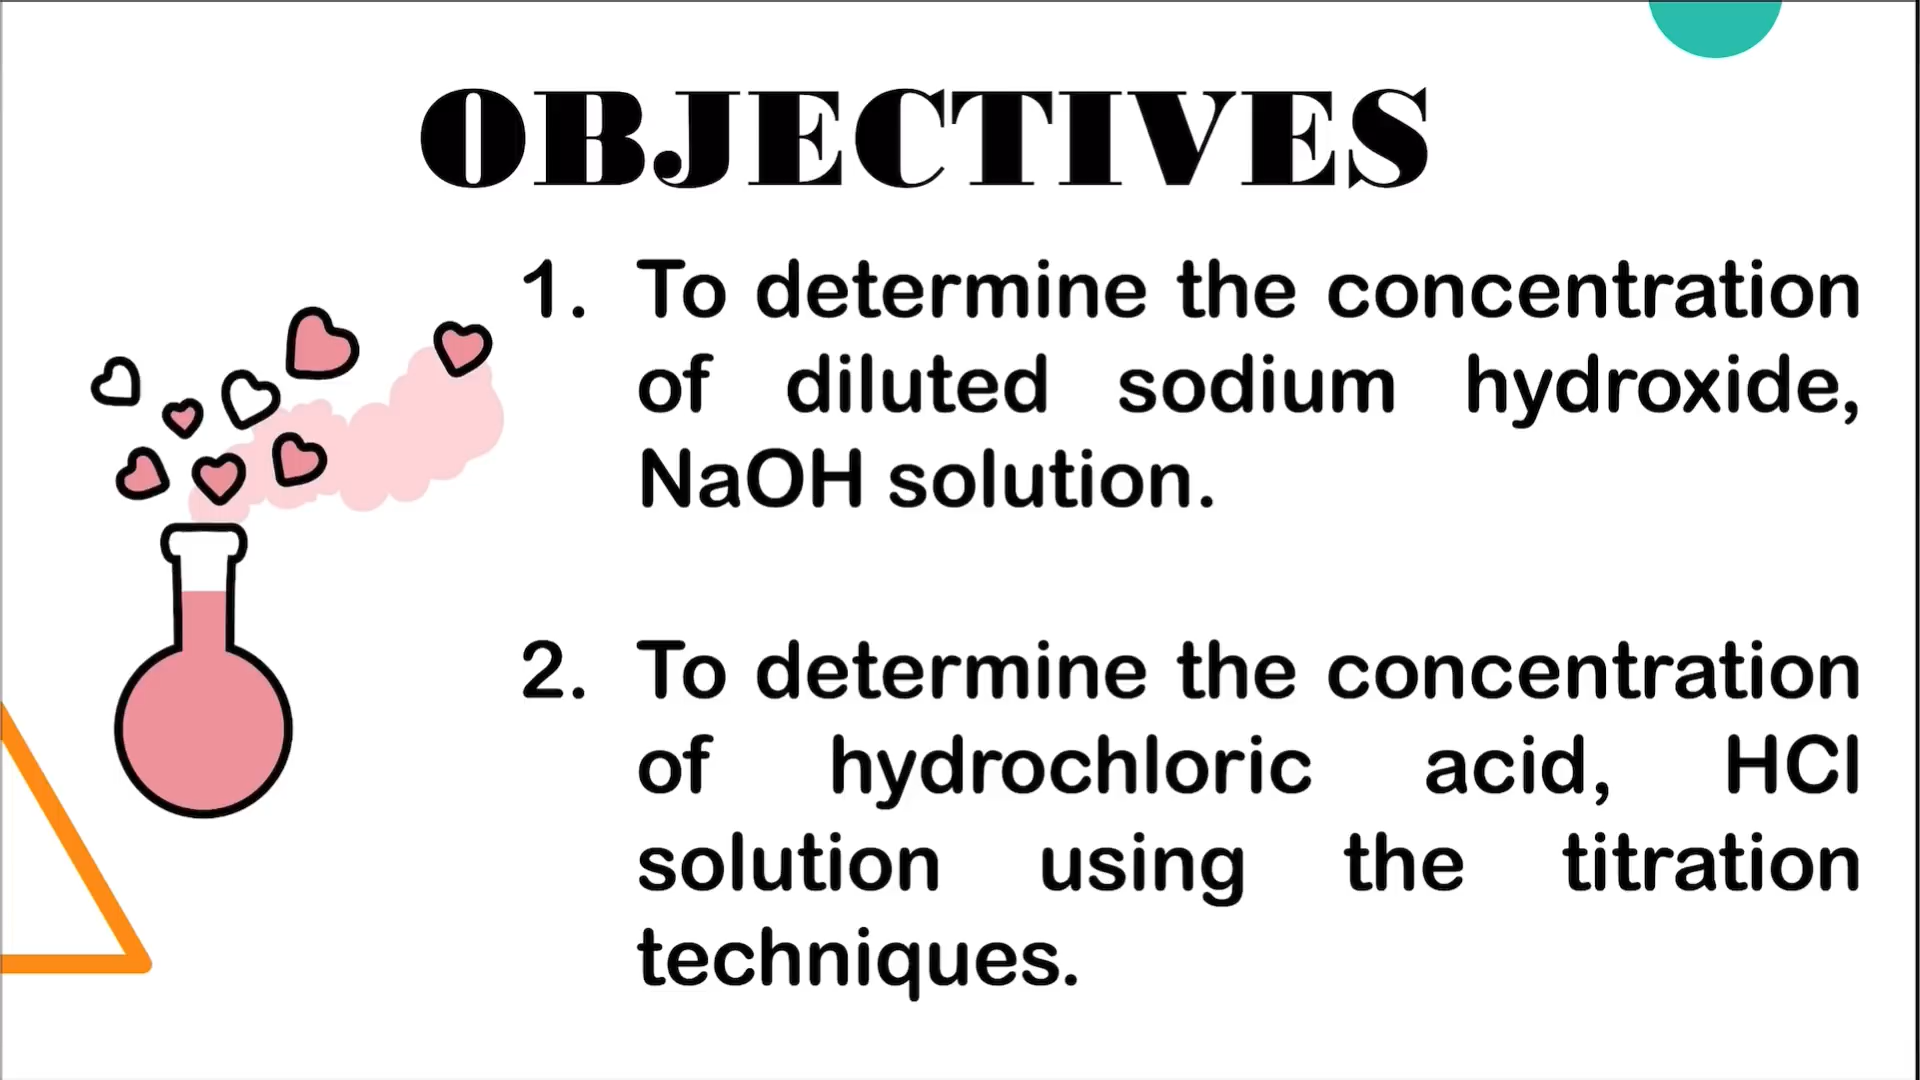 OBJECTIVES
1. To determine the concentration
of diluted sodium hydroxide,
NaOH solution.
2. To determine the concentration
of hydrochloric acid, HCl
solution using the titration
techniques.